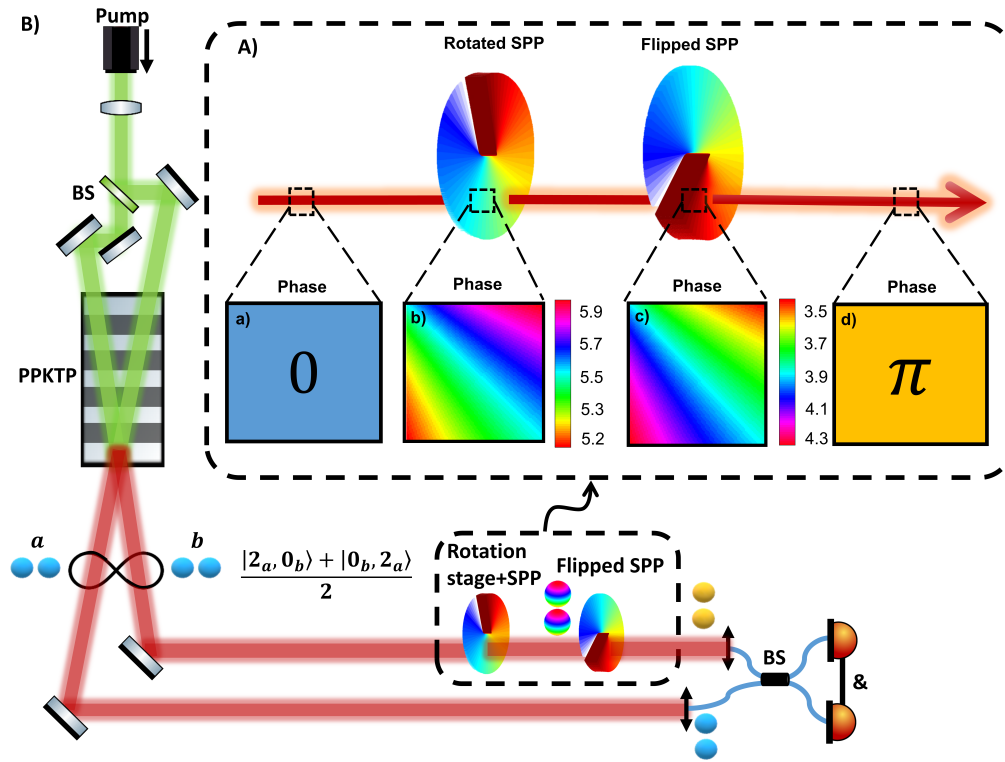 B)
Pump
A)
Rotated SPP
Flipped SPP
BS
Phase
Phase
Phase
Phase
a)
0
b)
5.9
5.7
5.5
5.3
5.2
c)
3.5
3.7
3.9
4.1
4.3
d)
π
PPKTP
a
b
|2ₐ, 0_b⟩ + |0_b, 2ₐ⟩
2
Rotation
stage+SPP
Flipped SPP
BS
&